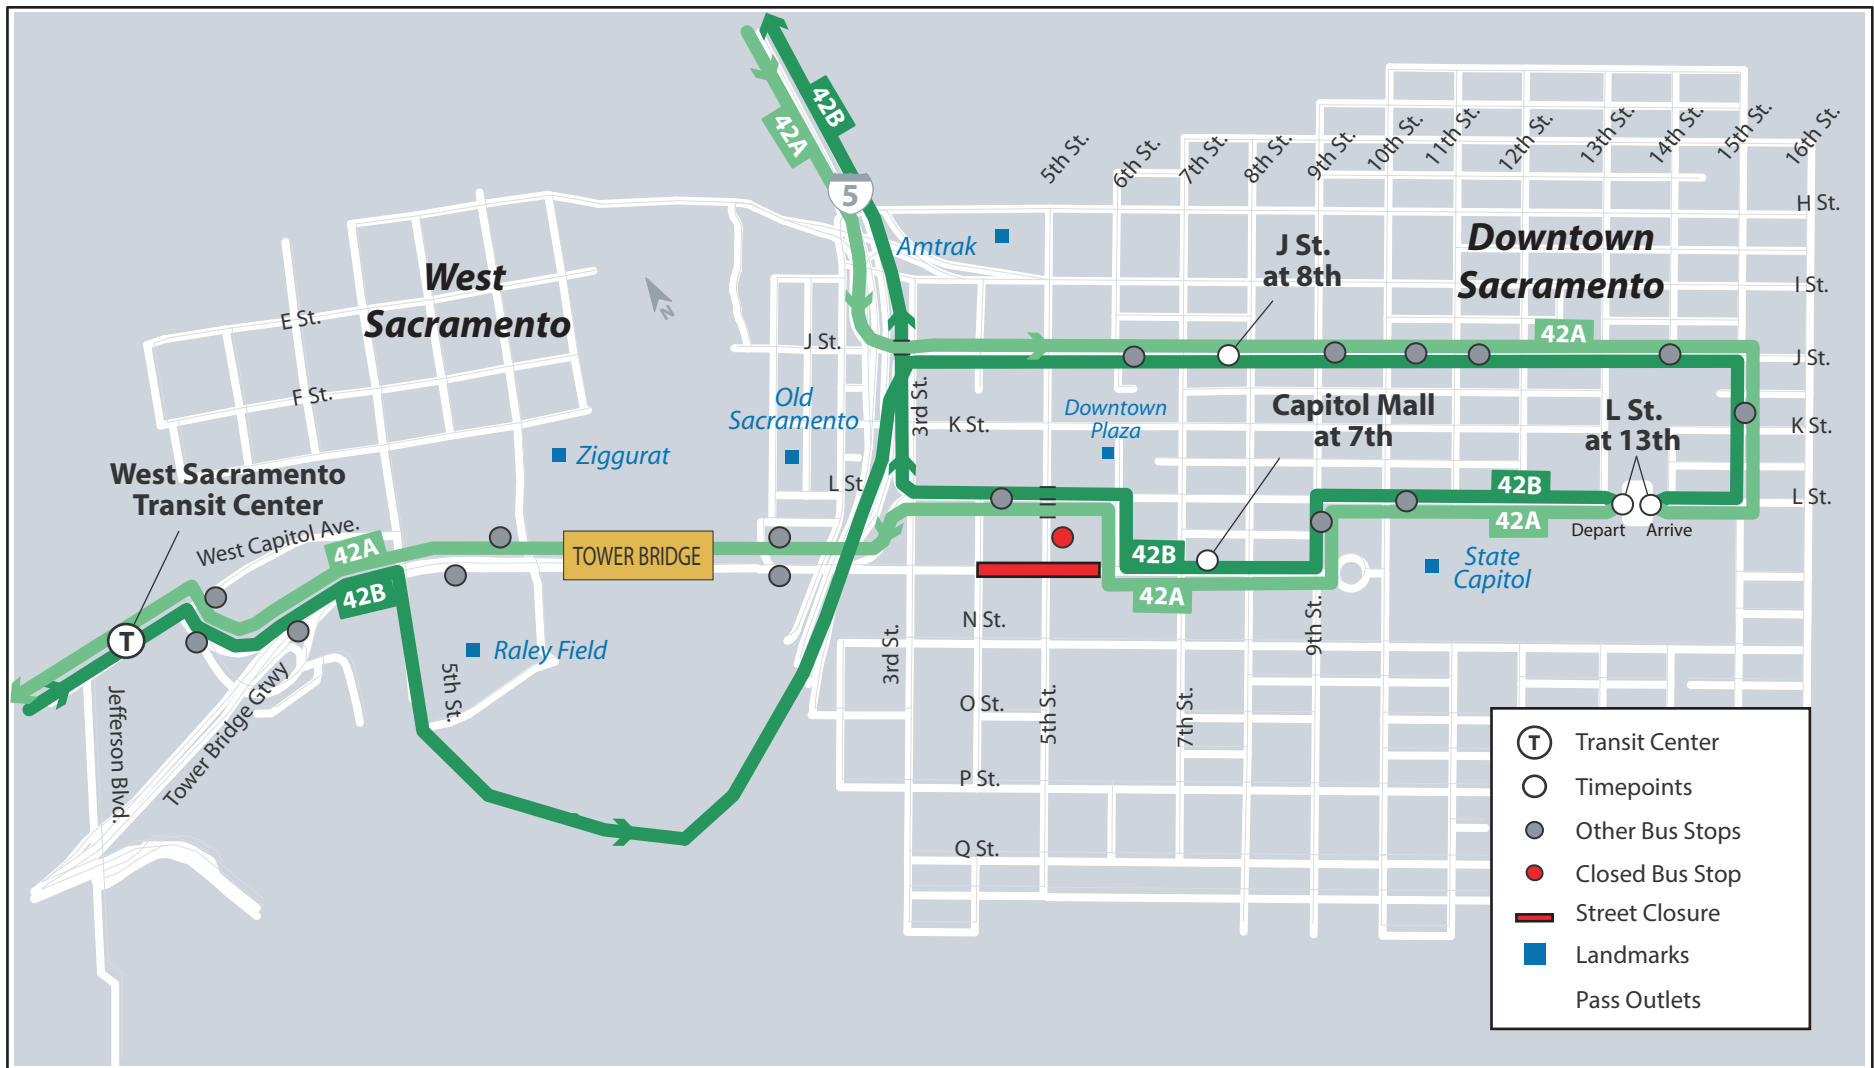 42B
42A
5
5th St.
6th St.
7th St.
8th St.
9th St.
10th St.
11th St.
12th St.
13th St.
14th St.
15th St.
16th St.
H St.
Amtrak
J St.
at 8th
Downtown
Sacramento
West
Sacramento
N
I St.
E St.
J St.
42A
J St.
F St.
Old
Sacramento
3rd St.
K St.
Downtown
Plaza
Capitol Mall
at 7th
L St.
at 13th
K St.
Ziggurat
West Sacramento
Transit Center
L St
42B
L St.
West Capitol Ave.
42A
TOWER BRIDGE
42B
42A
Depart
Arrive
State
Capitol
42B
42A
T
Raley Field
N St.
9th St.
3rd St.
5th St.
Jefferson Blvd.
Tower Bridge Gtwy
O St.
5th St.
7th St.
P St.
Q St.
T
Transit Center
Timepoints
Other Bus Stops
Closed Bus Stop
Street Closure
Landmarks
Pass Outlets